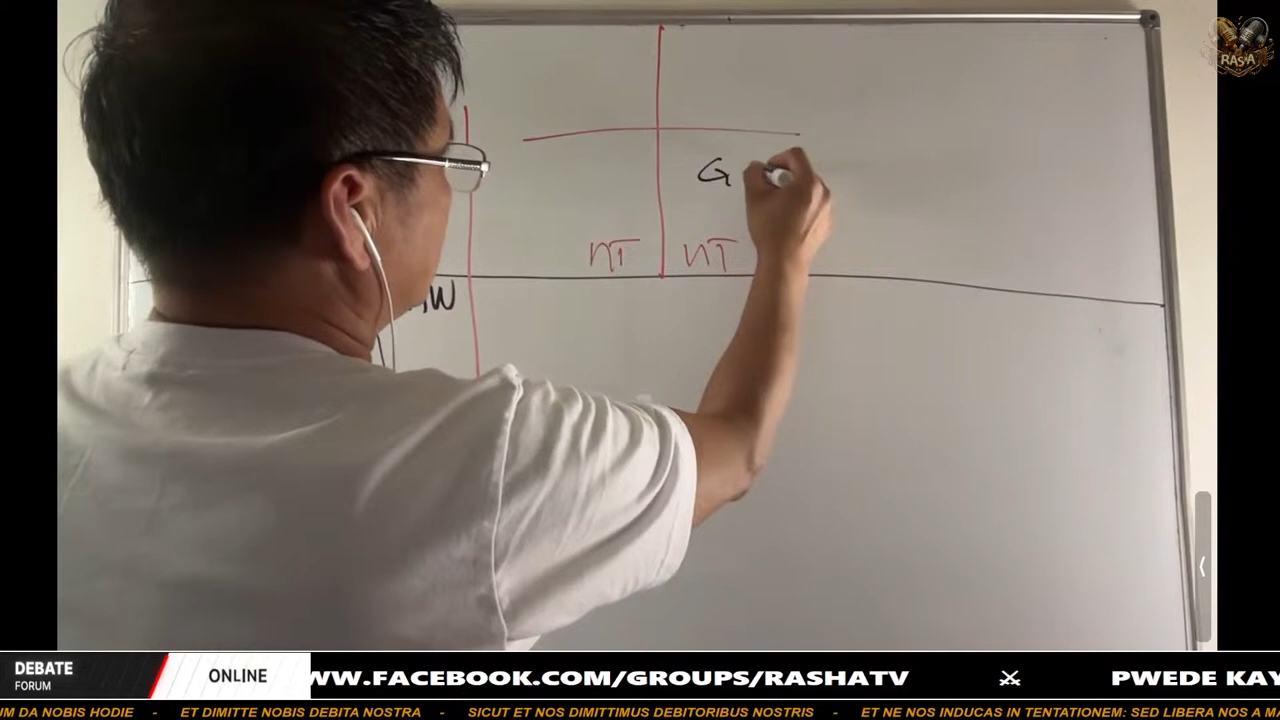 RASA
G
NT NT
DEBATE
FORUM
ONLINE
WW.FACEBOOK.COM/GROUPS/RASHATV
PWEDE KAY
UM DA NOBIS HODIE - ET DIMITTE NOBIS DEBITA NOSTRA - SICUT ET NOS DIMITTIMUS DEBITORIBUS NOSTRIS - ET NE NOS INDUCAS IN TENTATIONEM: SED LIBERA NOS A MA